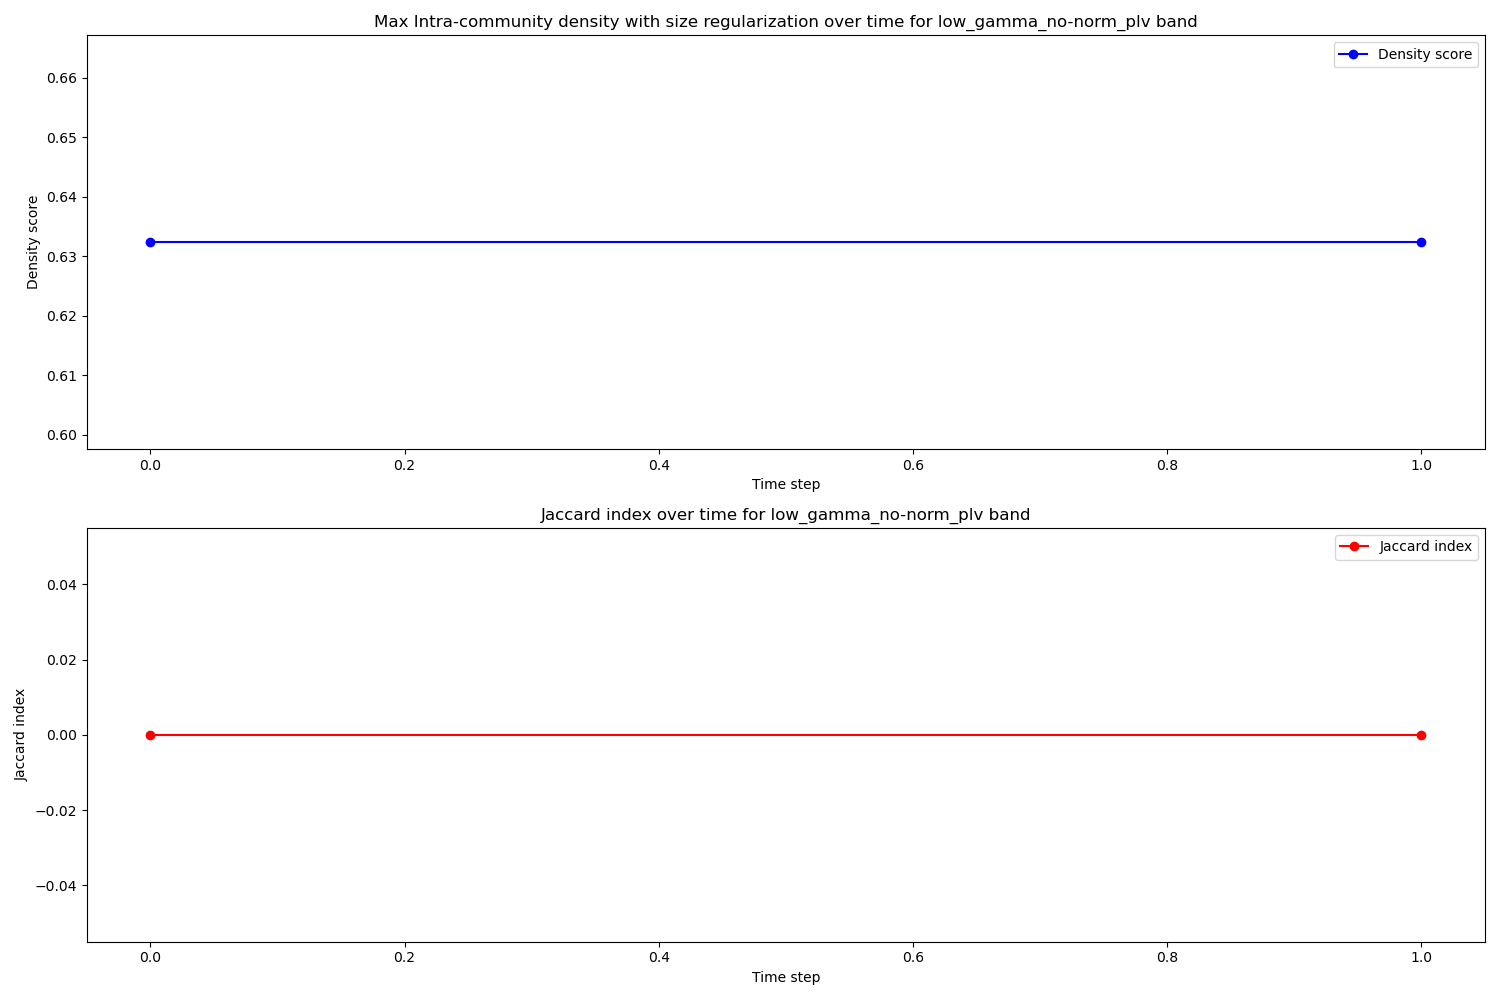 Max Intra-community density with size regularization over time for low_gamma_no-norm_plv band
Density score
0.66
0.65
0.64
0.63
0.62
0.61
0.60
Density score
0.0 0.2 0.4 0.6 0.8 1.0
Time step
Jaccard index over time for low_gamma_no-norm_plv band
Jaccard index
0.04
0.02
0.00
−0.02
−0.04
Jaccard index
0.0 0.2 0.4 0.6 0.8 1.0
Time step